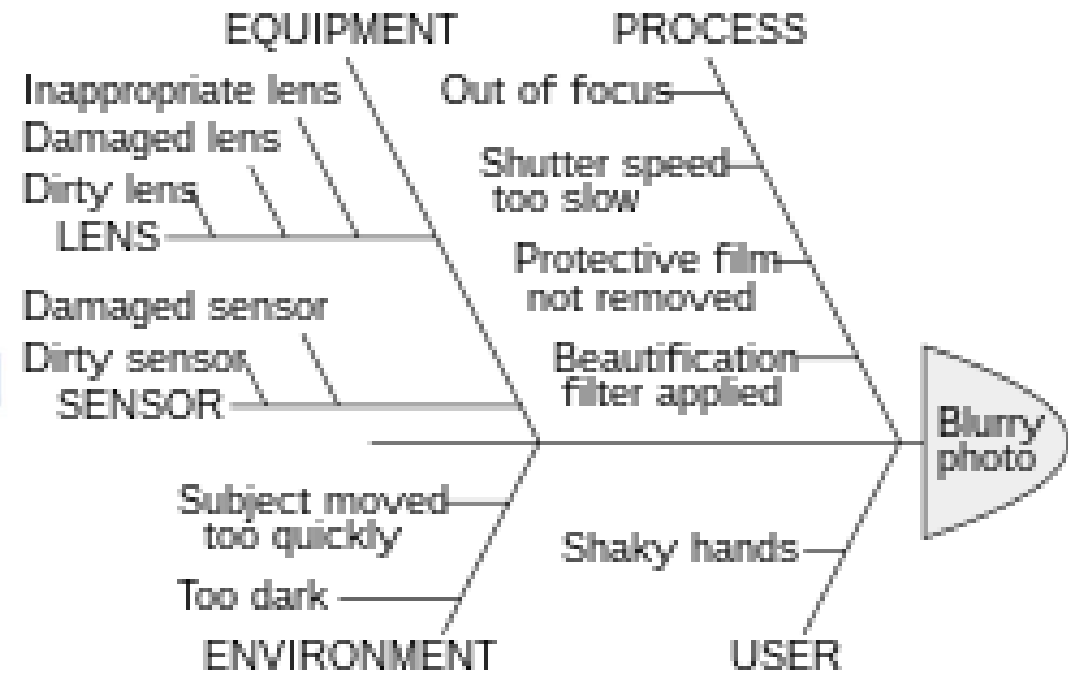 EQUIPMENT
Inappropriate lens
Damaged lens
Dirty lens
LENS
Damaged sensor
Dirty sensor
SENSOR
PROCESS
Out of focus
Shutter speed
too slow
Protective film
not removed
Beautification
filter applied
Blurry
photo
Subject moved
too quickly
Too dark
ENVIRONMENT
Shaky hands
USER